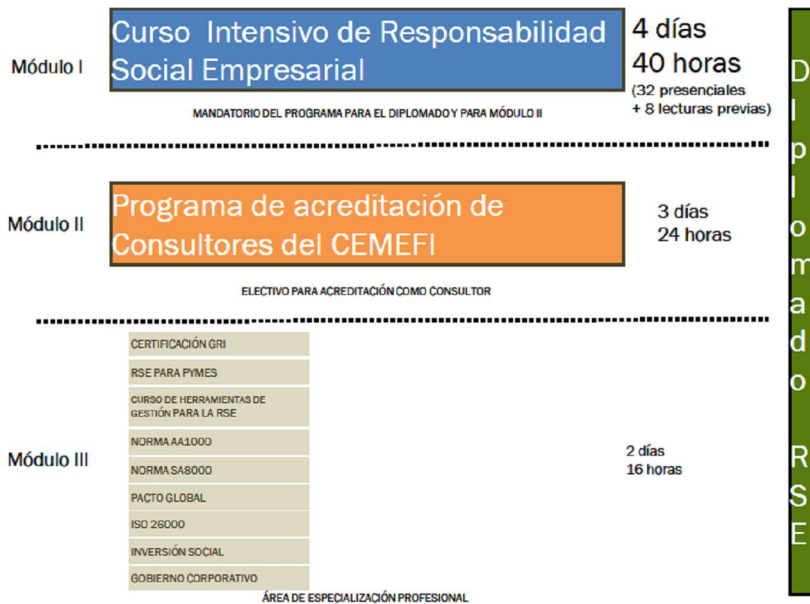 Módulo I
Curso Intensivo de Responsabilidad
Social Empresarial
4 días
40 horas
(32 presenciales
+ 8 lecturas previas)
MANDATORIO DEL PROGRAMA PARA EL DIPLOMADO Y PARA MÓDULO II
Módulo II
Programa de acreditación de
Consultores del CEMEFI
3 días
24 horas
ELECTIVO PARA ACREDITACIÓN COMO CONSULTOR
Módulo III
CERTIFICACIÓN GRI
RSE PARA PYMES
CURSO DE HERRAMIENTAS DE
GESTIÓN PARA LA RSE
NORMA AA1000
NORMA SA8000
PACTO GLOBAL
ISO 26000
INVERSIÓN SOCIAL
GOBIERNO CORPORATIVO
2 días
16 horas
ÁREA DE ESPECIALIZACIÓN PROFESIONAL
Diplomado RSE